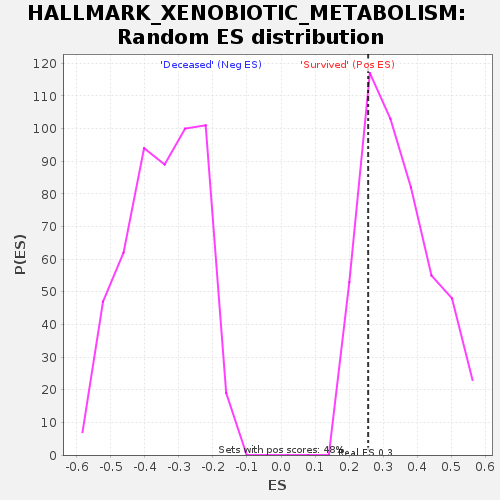 HALLMARK_XENOBIOTIC_METABOLISM:
Random ES distribution
'Deceased' (Neg ES) 'Survived' (Pos ES)
120
110
100
90
80
70
60
50
40
30
20
10
0
P(ES)
Sets with pos scores: 48%
Real ES 0.3
-0.6 -0.5 -0.4 -0.3 -0.2 -0.1 0.0 0.1 0.2 0.3 0.4 0.5 0.6
ES